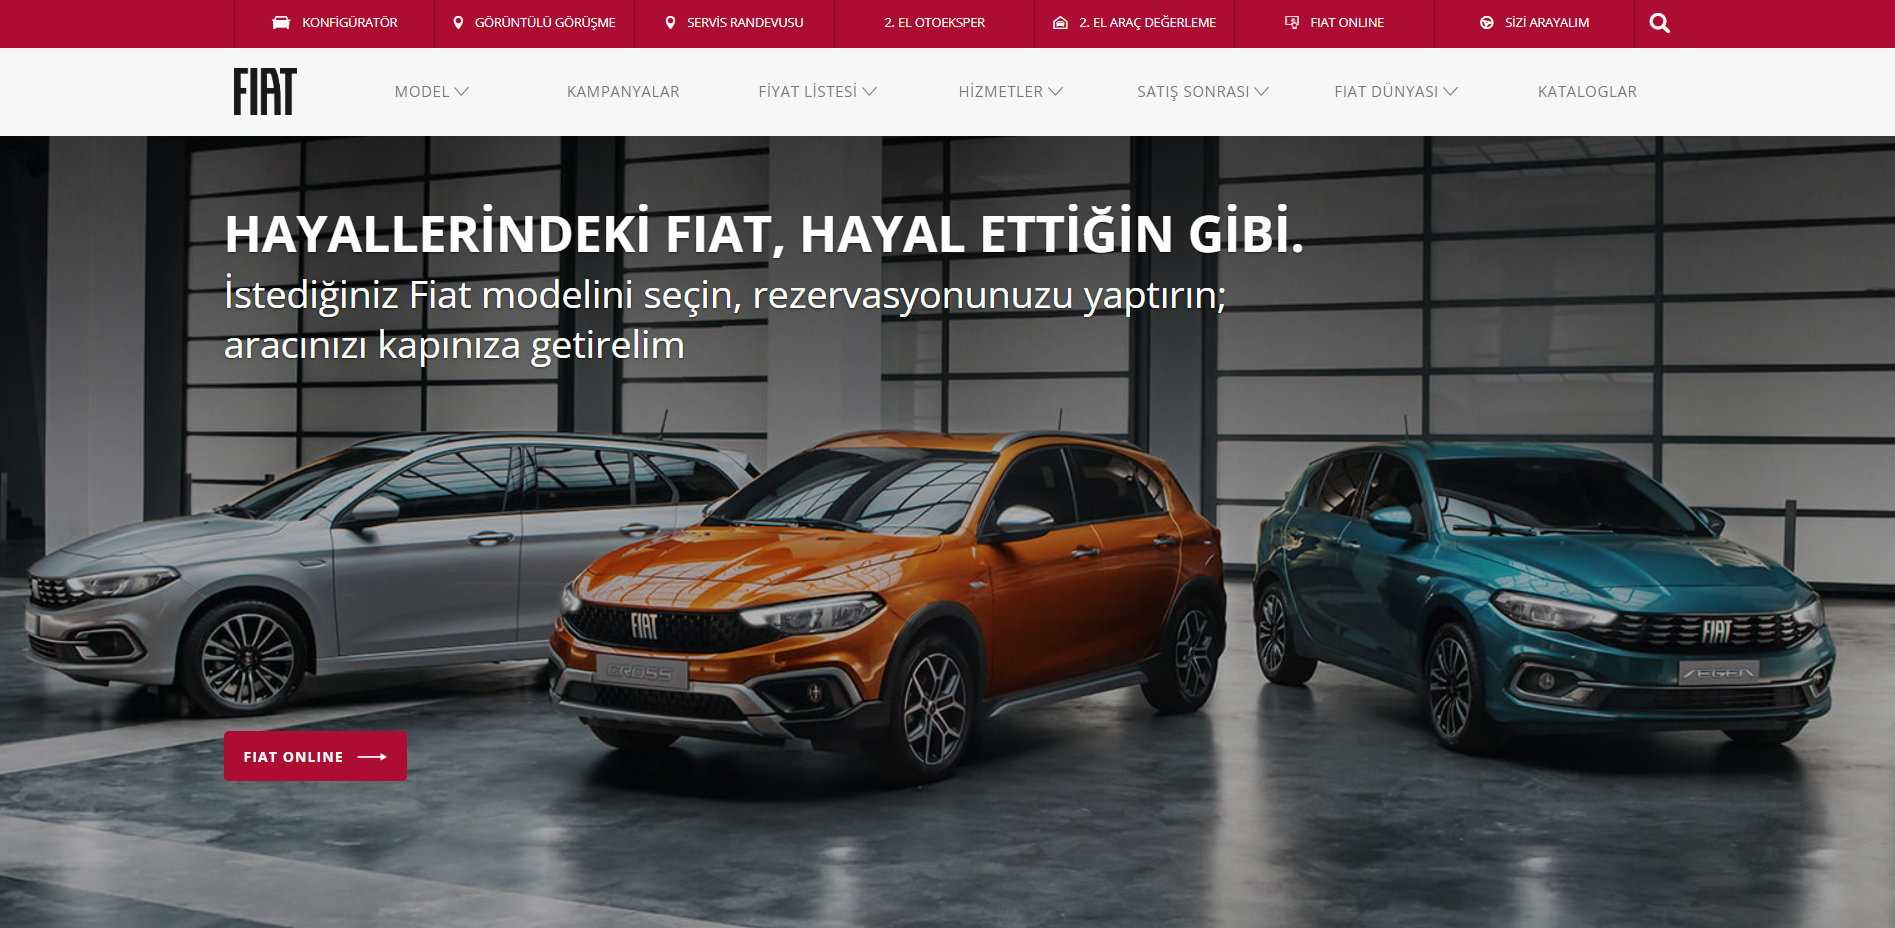 KONFİGÜRATÖR
GÖRÜNTÜLÜ GÖRÜŞME
SERVİS RANDEVUSU
2. EL OTOEKSPER
2. EL ARAÇ DEĞERLEME
FIAT ONLINE
SİZİ ARAYALIM
FIAT
MODEL
KAMPANYALAR
FİYAT LİSTESİ
HİZMETLER
SATIŞ SONRASI
FIAT DÜNYASI
KATALOGLAR
HAYALLERİNDEKİ FIAT, HAYAL ETTİĞİN GİBİ.
İstediğiniz Fiat modelini seçin, rezervasyonunuzu yaptırın;
aracınızı kapınıza getirelim
FIAT
CROSS
FIAT
ÆGEA
FIAT ONLINE